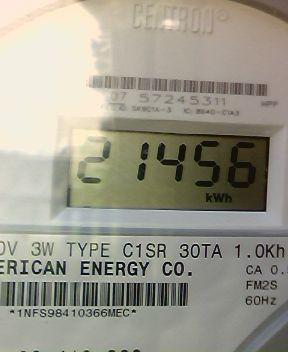 CENTRON®
07 57245311
21456
kWh
0V 3W TYPE C1SR 30TA 1.0Kh
ERICAN ENERGY CO.
CA 0.
FM2S
60Hz
*1NFS98410366MEC*